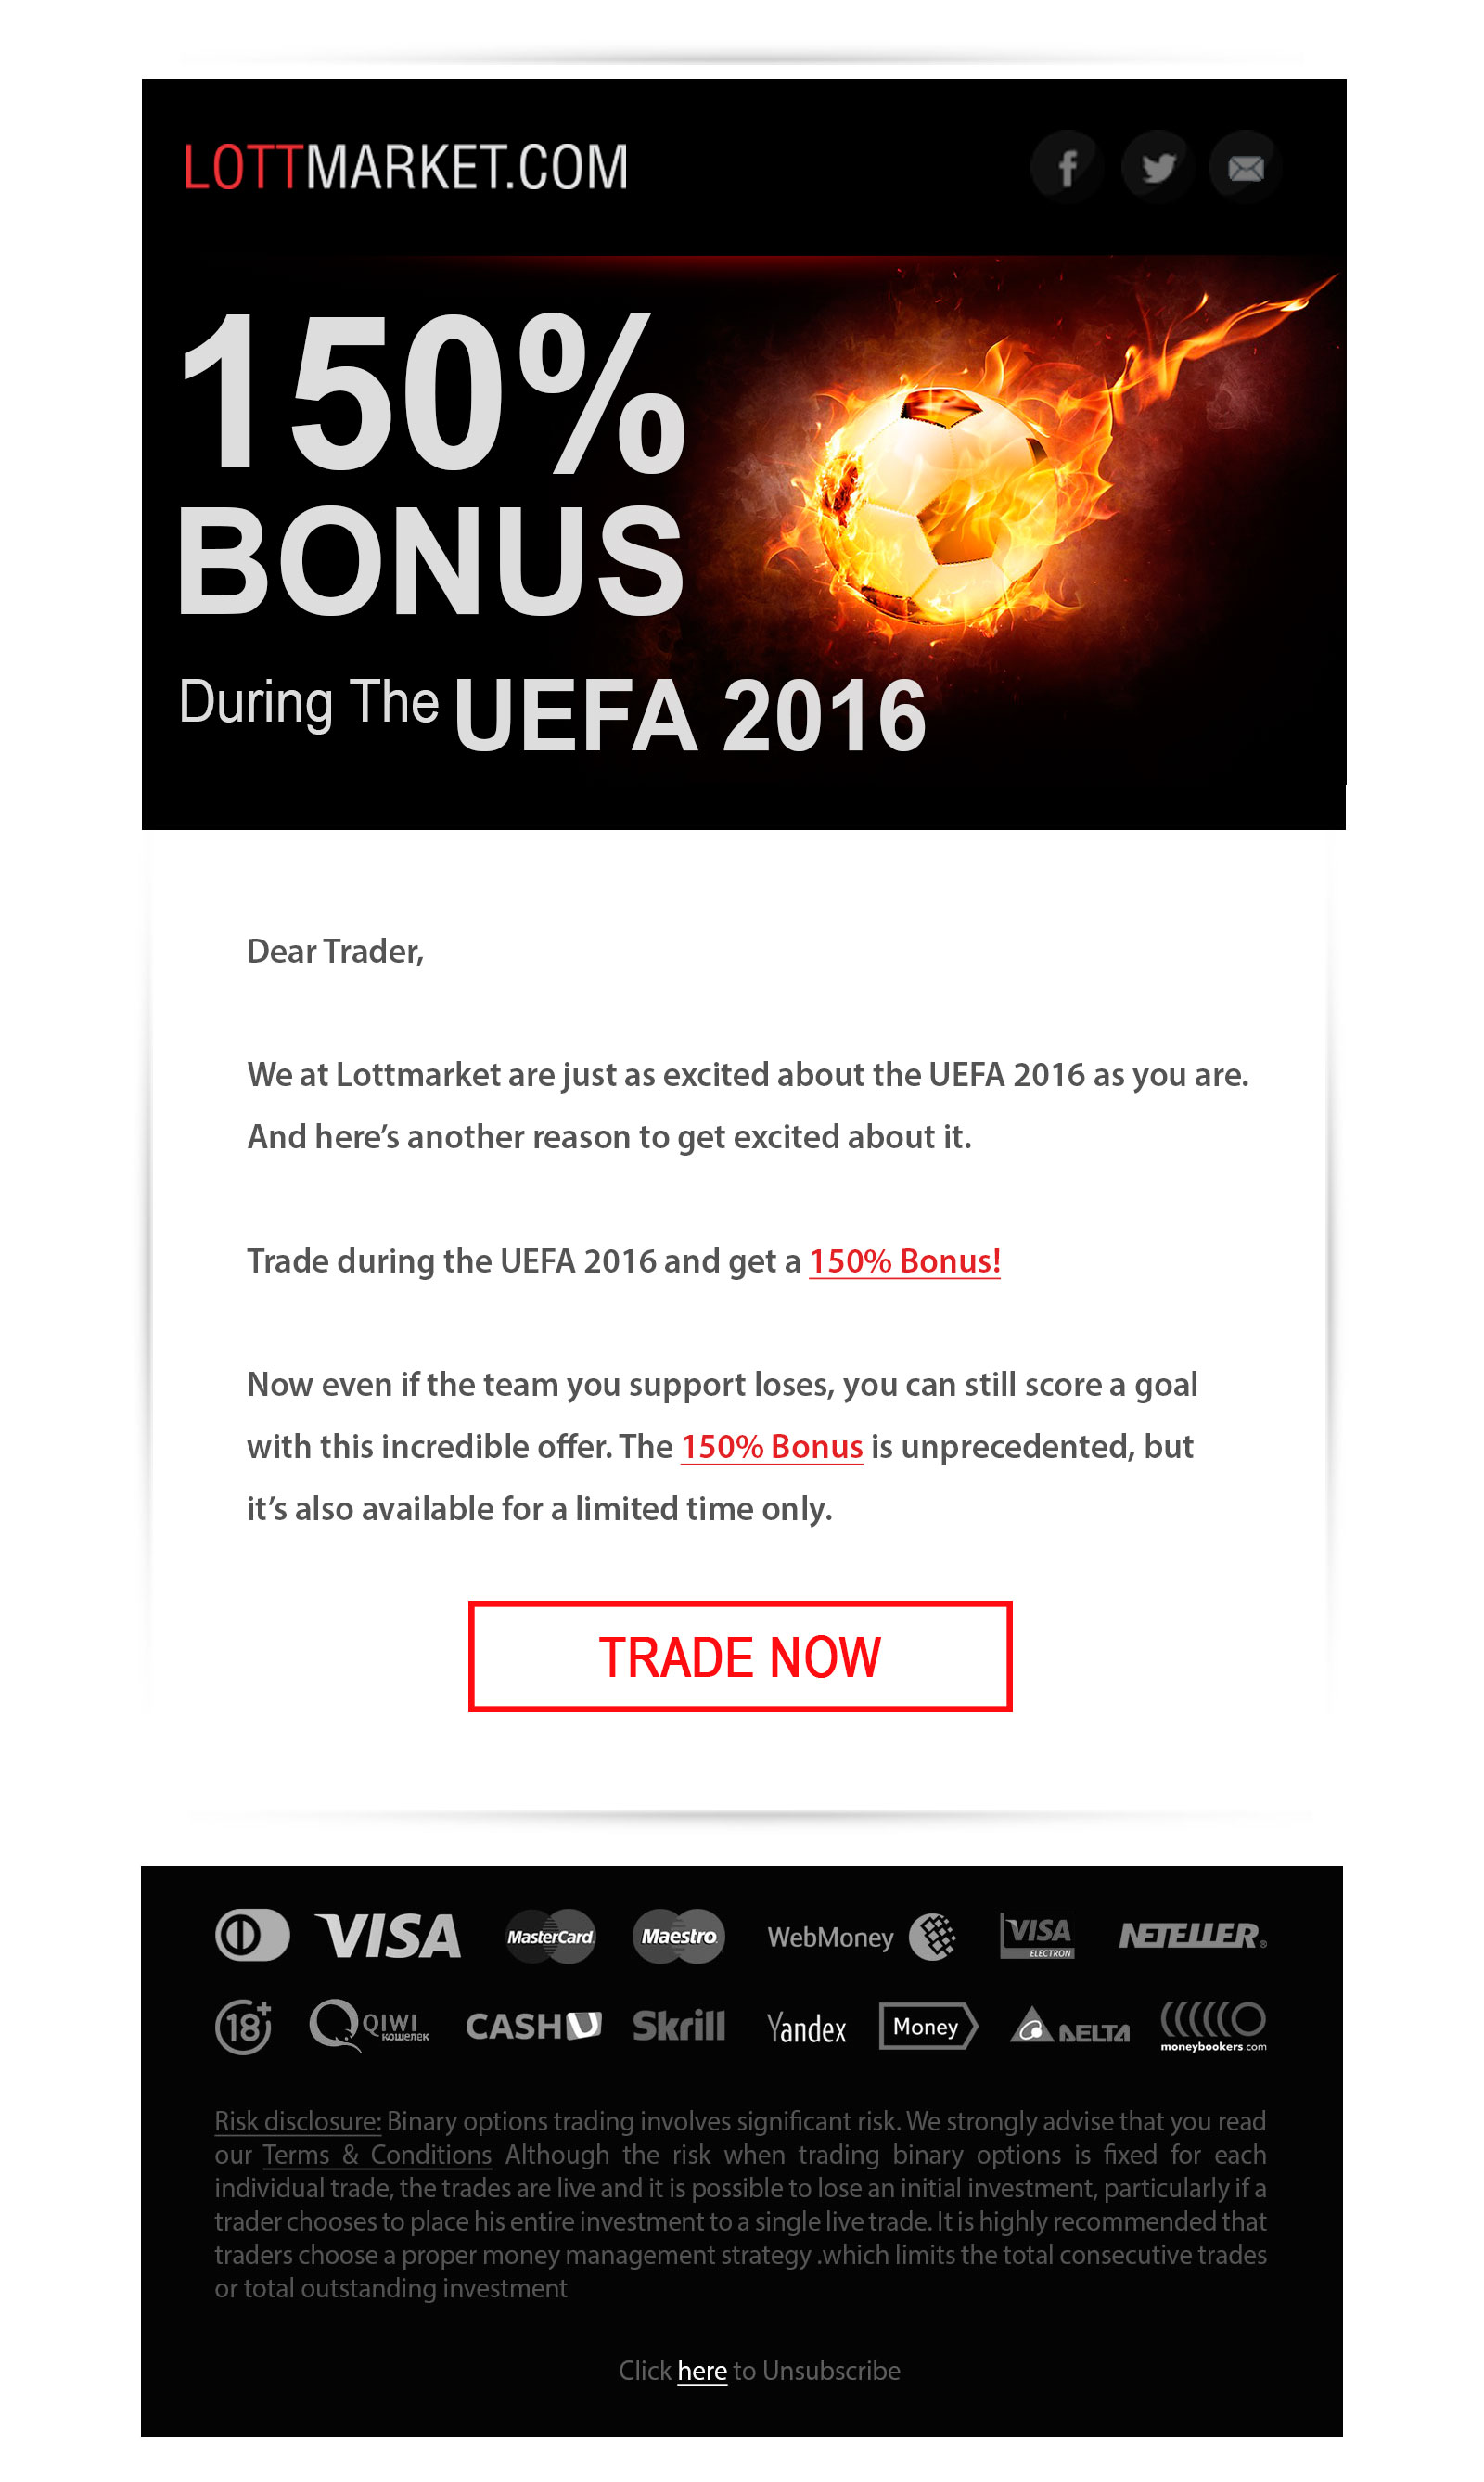 LOTTMARKET.COM
150%
BONUS
During The UEFA 2016
Dear Trader,
We at Lottmarket are just as excited about the UEFA 2016 as you are.
And here’s another reason to get excited about it.
Trade during the UEFA 2016 and get a 150% Bonus!
Now even if the team you support loses, you can still score a goal
with this incredible offer. The 150% Bonus is unprecedented, but
it’s also available for a limited time only.
TRADE NOW
VISA MasterCard Maestro WebMoney VISA ELECTRON NETELLER®
18+ QIWI КОШЕЛЕК CASHU Skrill Yandex Money DELTA moneybookers.com
Risk disclosure: Binary options trading involves significant risk. We strongly advise that you read
our Terms & Conditions Although the risk when trading binary options is fixed for each
individual trade, the trades are live and it is possible to lose an initial investment, particularly if a
trader chooses to place his entire investment to a single live trade. It is highly recommended that
traders choose a proper money management strategy .which limits the total consecutive trades
or total outstanding investment
Click here to Unsubscribe